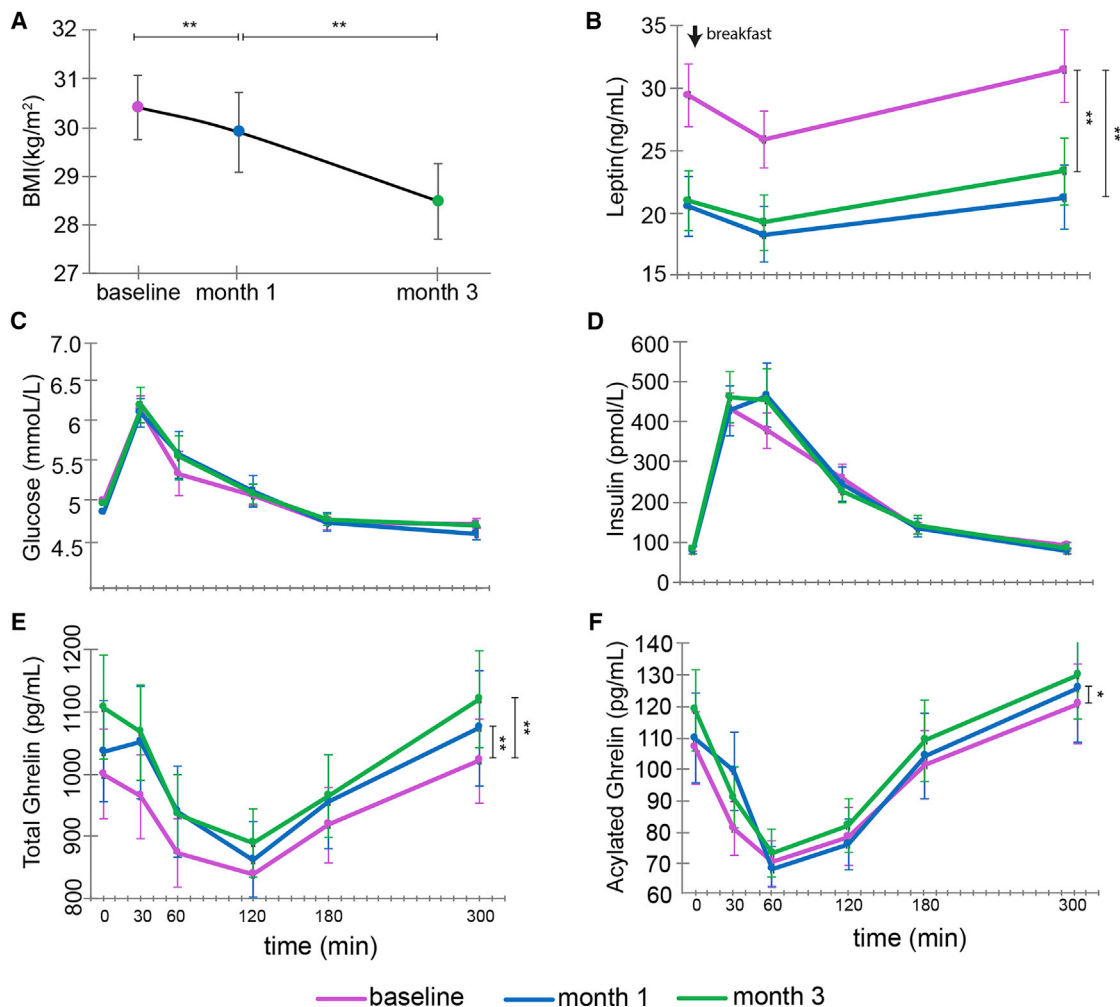 A
BMI(kg/m²)
32
31
30
29
28
27
** **
baseline month 1 month 3
B
Leptin(ng/mL)
35
30
25
20
15
breakfast
**
**
C
Glucose (mmoL/L)
7.0
6.5
6
5.5
5
4.5
D
Insulin (pmol/L)
600
500
400
300
200
100
0
E
Total Ghrelin (pg/mL)
1200
1100
1000
900
800
**
**
0 30 60 120 180 300
time (min)
F
Acylated Ghrelin (pg/mL)
140
130
120
110
100
90
80
70
60
*
0 30 60 120 180 300
time (min)
baseline month 1 month 3